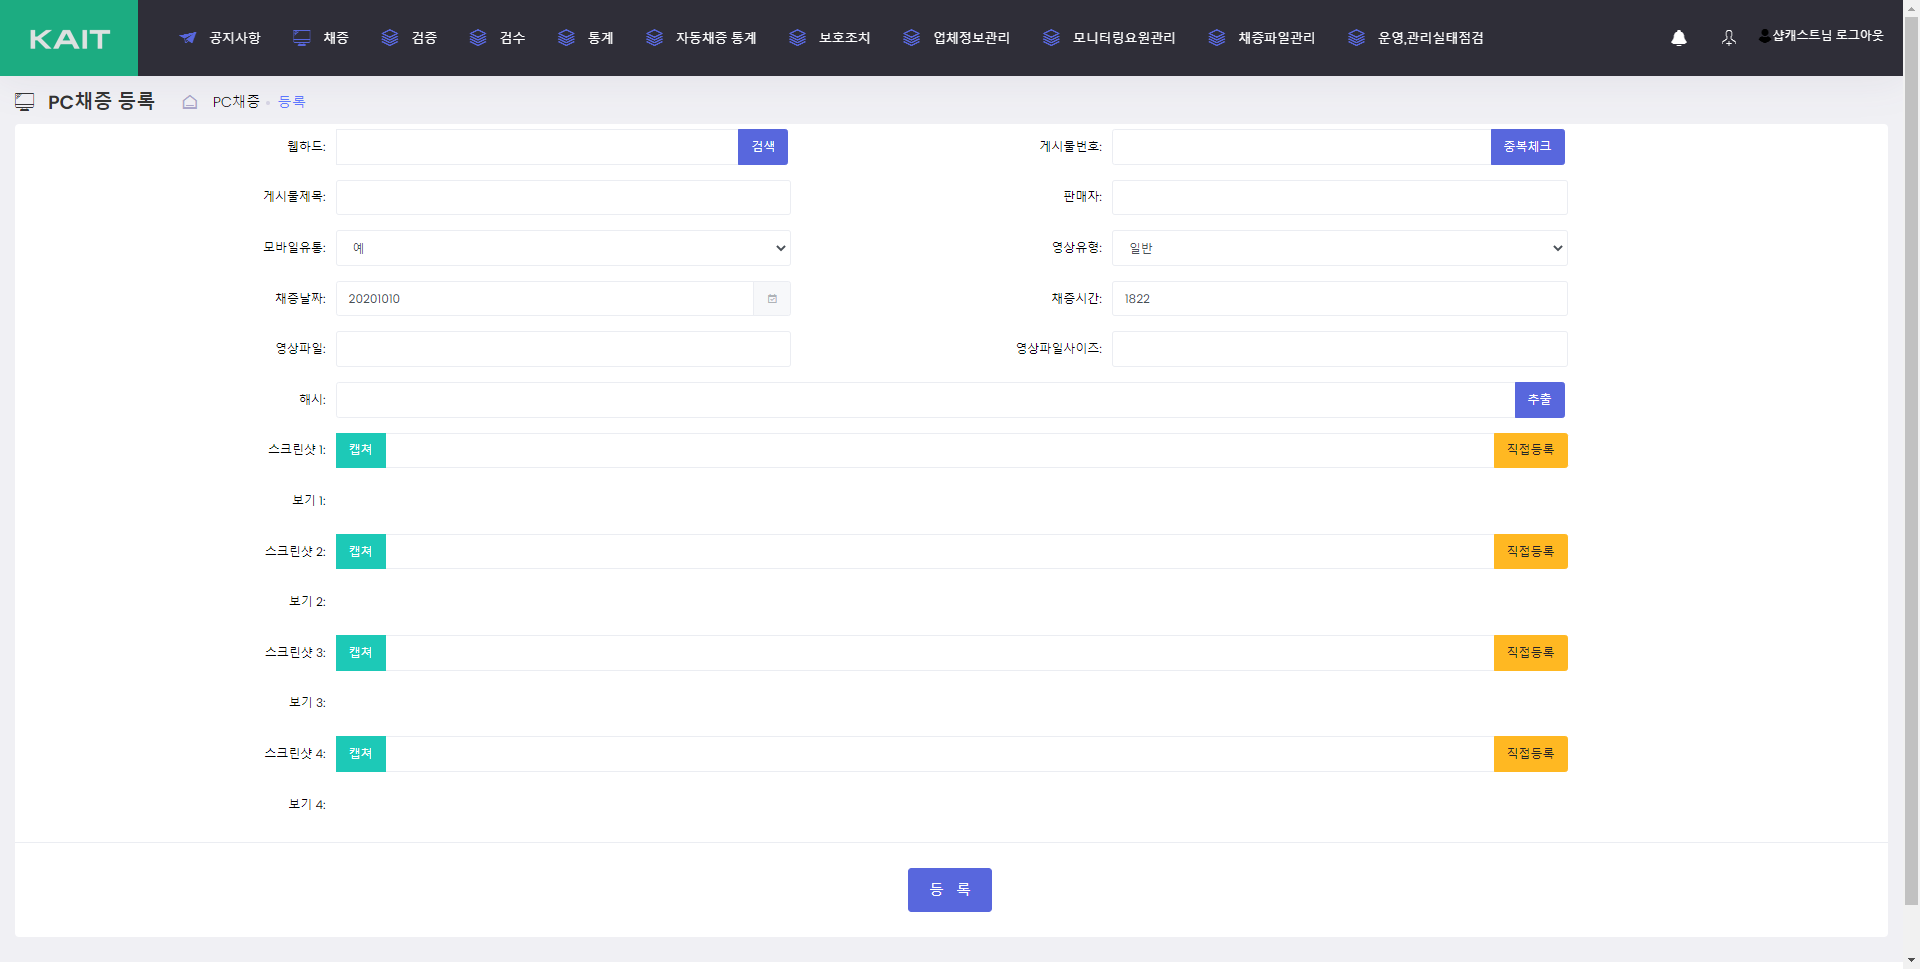 KAIT 공지사항 채증 검증 검수 통계 자동채증 통계 보호조치 업체정보관리 모니터링요원관리 채증파일관리 운영,관리실태점검 샵캐스트님 로그아웃
PC채증 등록 PC채증 등록
웹하드: 검색 게시물번호: 중복체크
게시물제목: 판매자:
모바일유통: 예 영상유형: 일반
채증날짜: 20201010 채증시간: 1822
영상파일: 영상파일사이즈:
해시: 추출
스크린샷 1: 캡쳐 직접등록
보기 1:
스크린샷 2: 캡쳐 직접등록
보기 2:
스크린샷 3: 캡쳐 직접등록
보기 3:
스크린샷 4: 캡쳐 직접등록
보기 4:
등 록